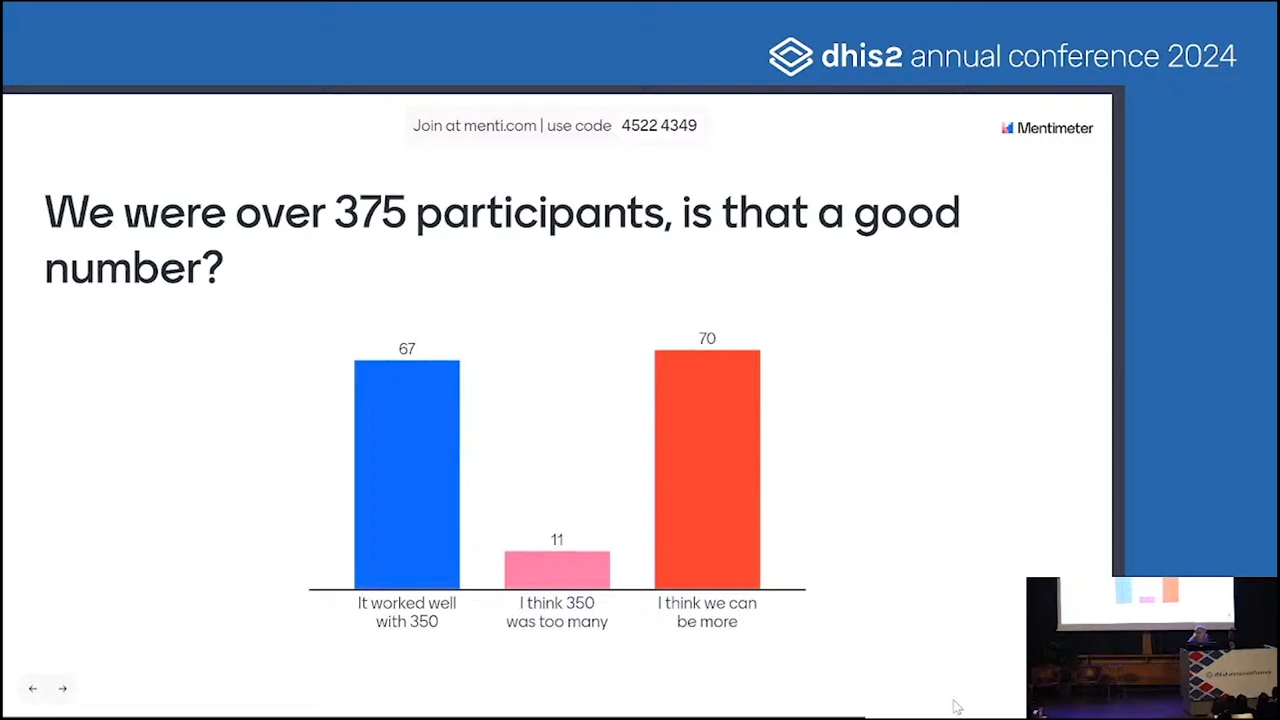 dhis2 annual conference 2024
Join at menti.com | use code 4522 4349
Mentimeter
We were over 375 participants, is that a good
number?
67
11
70
It worked well
with 350
I think 350
was too many
I think we can
be more